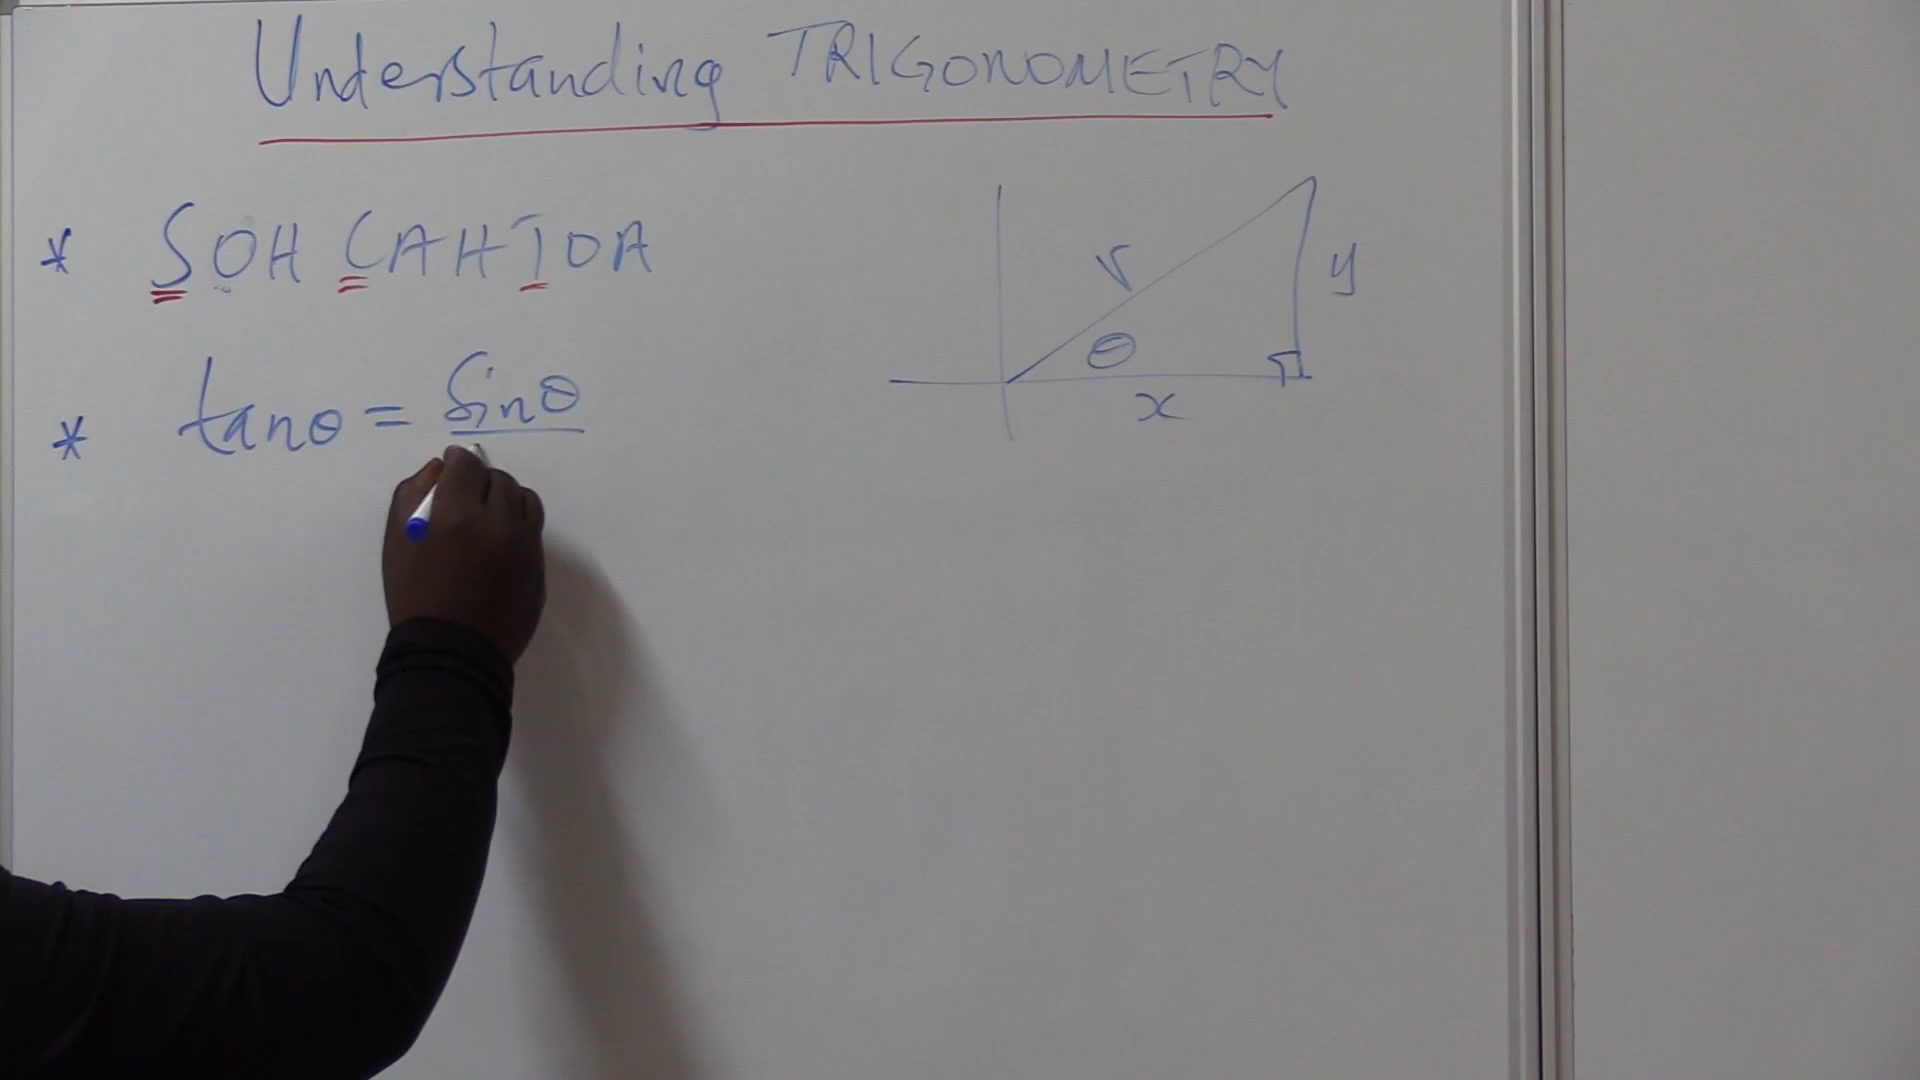 Understanding TRIGONOMETRY
* SOH CAH TOA
r
y
θ
x
* tanθ = sinθ